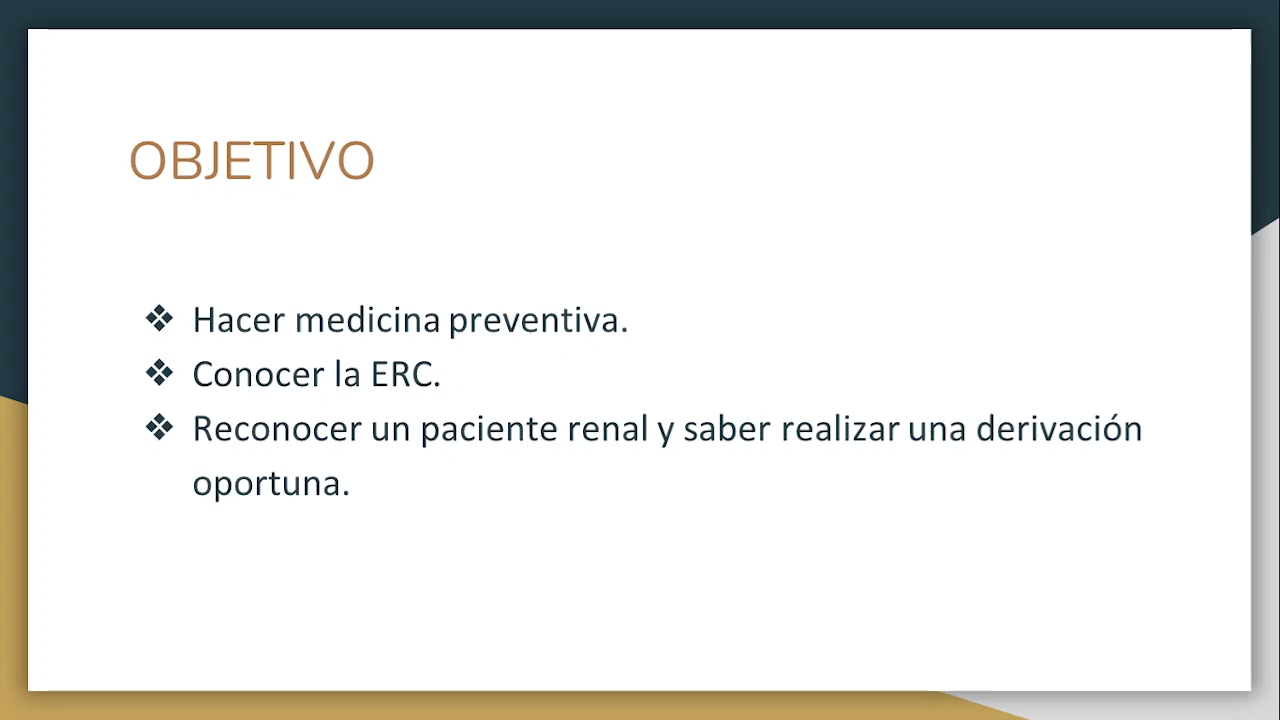 OBJETIVO
❖ Hacer medicina preventiva.
❖ Conocer la ERC.
❖ Reconocer un paciente renal y saber realizar una derivación
oportuna.